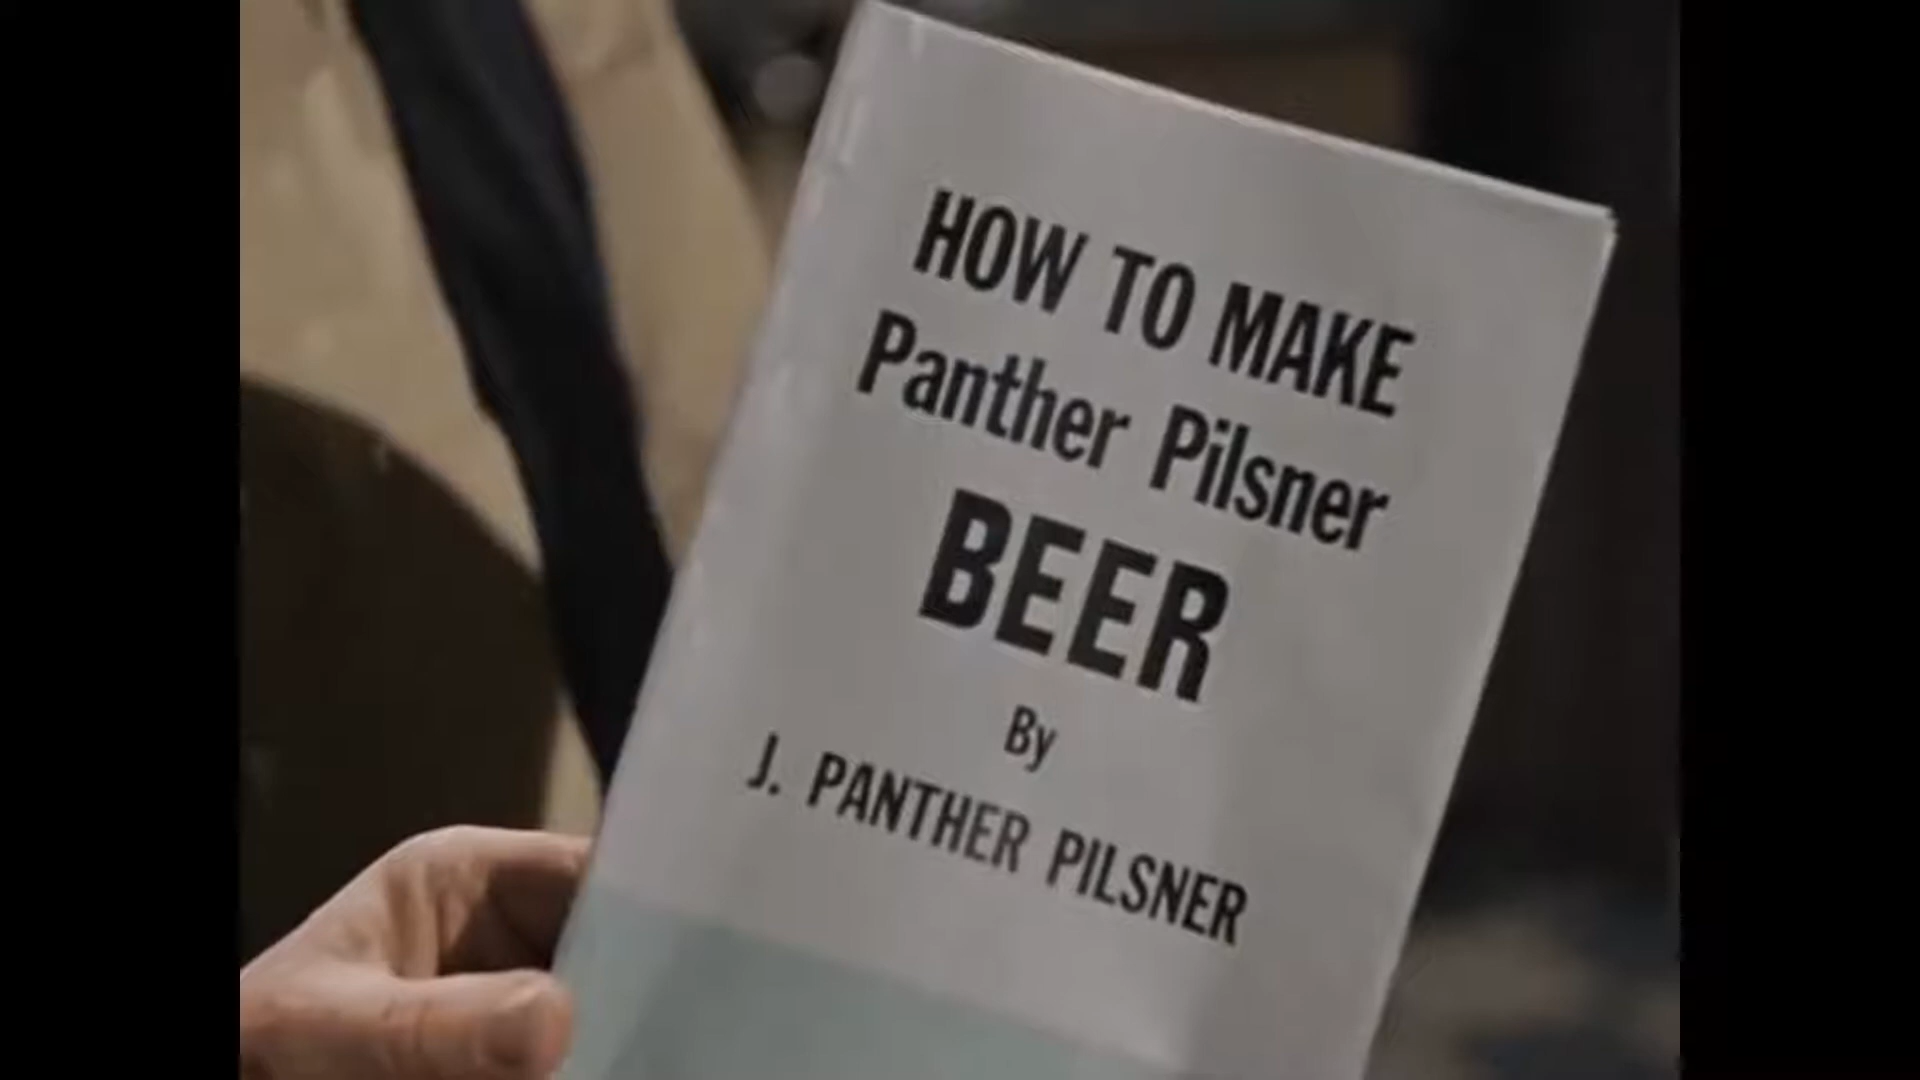 HOW TO MAKE
Panther Pilsner
BEER
By
J. PANTHER PILSNER